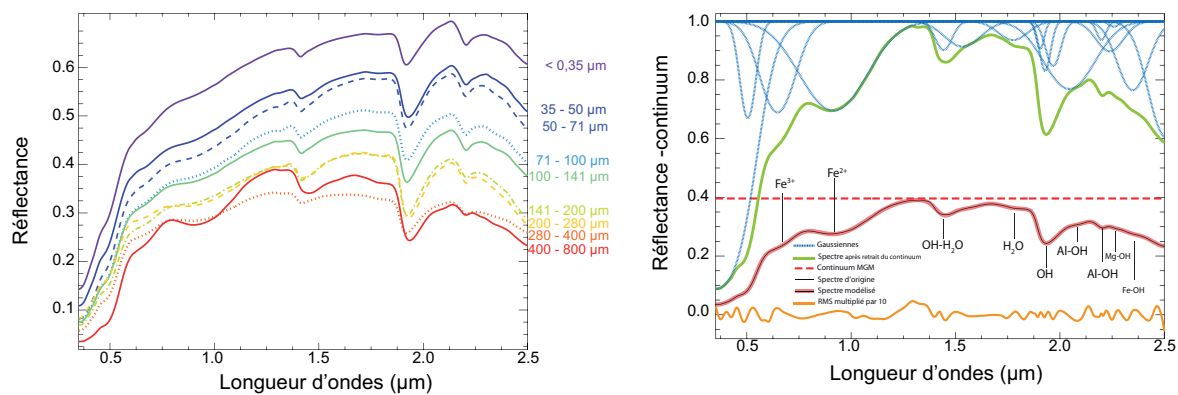 Réflectance
0.6
0.5
0.4
0.3
0.2
0.1
0.5
1.0
1.5
2.0
2.5
Longueur d'ondes (µm)
< 0,35 µm
35 - 50 µm
50 - 71 µm
71 - 100 µm
100 - 141 µm
141 - 200 µm
200 - 280 µm
280 - 400 µm
400 - 800 µm
Réflectance -continuum
1.0
0.8
0.6
0.4
0.2
0.0
Fe3+
Fe2+
OH-H2O
H2O
OH
Al-OH
Al-OH
Mg-OH
Fe-OH
Gaussiennes
Spectre après retrait du continuum
Continuum MGM
Spectre d'origine
Spectre modélisé
RMS multiplié par 10
0.5
1.0
1.5
2.0
2.5
Longueur d'ondes (µm)